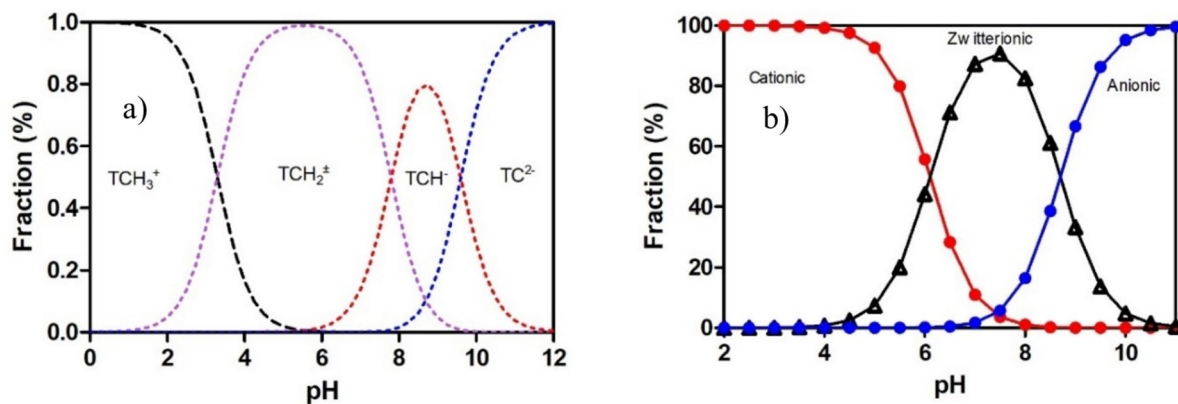 a)
Fraction (%)
1.0
0.8
0.6
0.4
0.2
0.0
TCH₃⁺
TCH₂±
TCH⁻
TC²⁻
0 2 4 6 8 10 12
pH
b)
Fraction (%)
100
80
60
40
20
0
Zw itterionic
Cationic
Anionic
2 4 6 8 10
pH